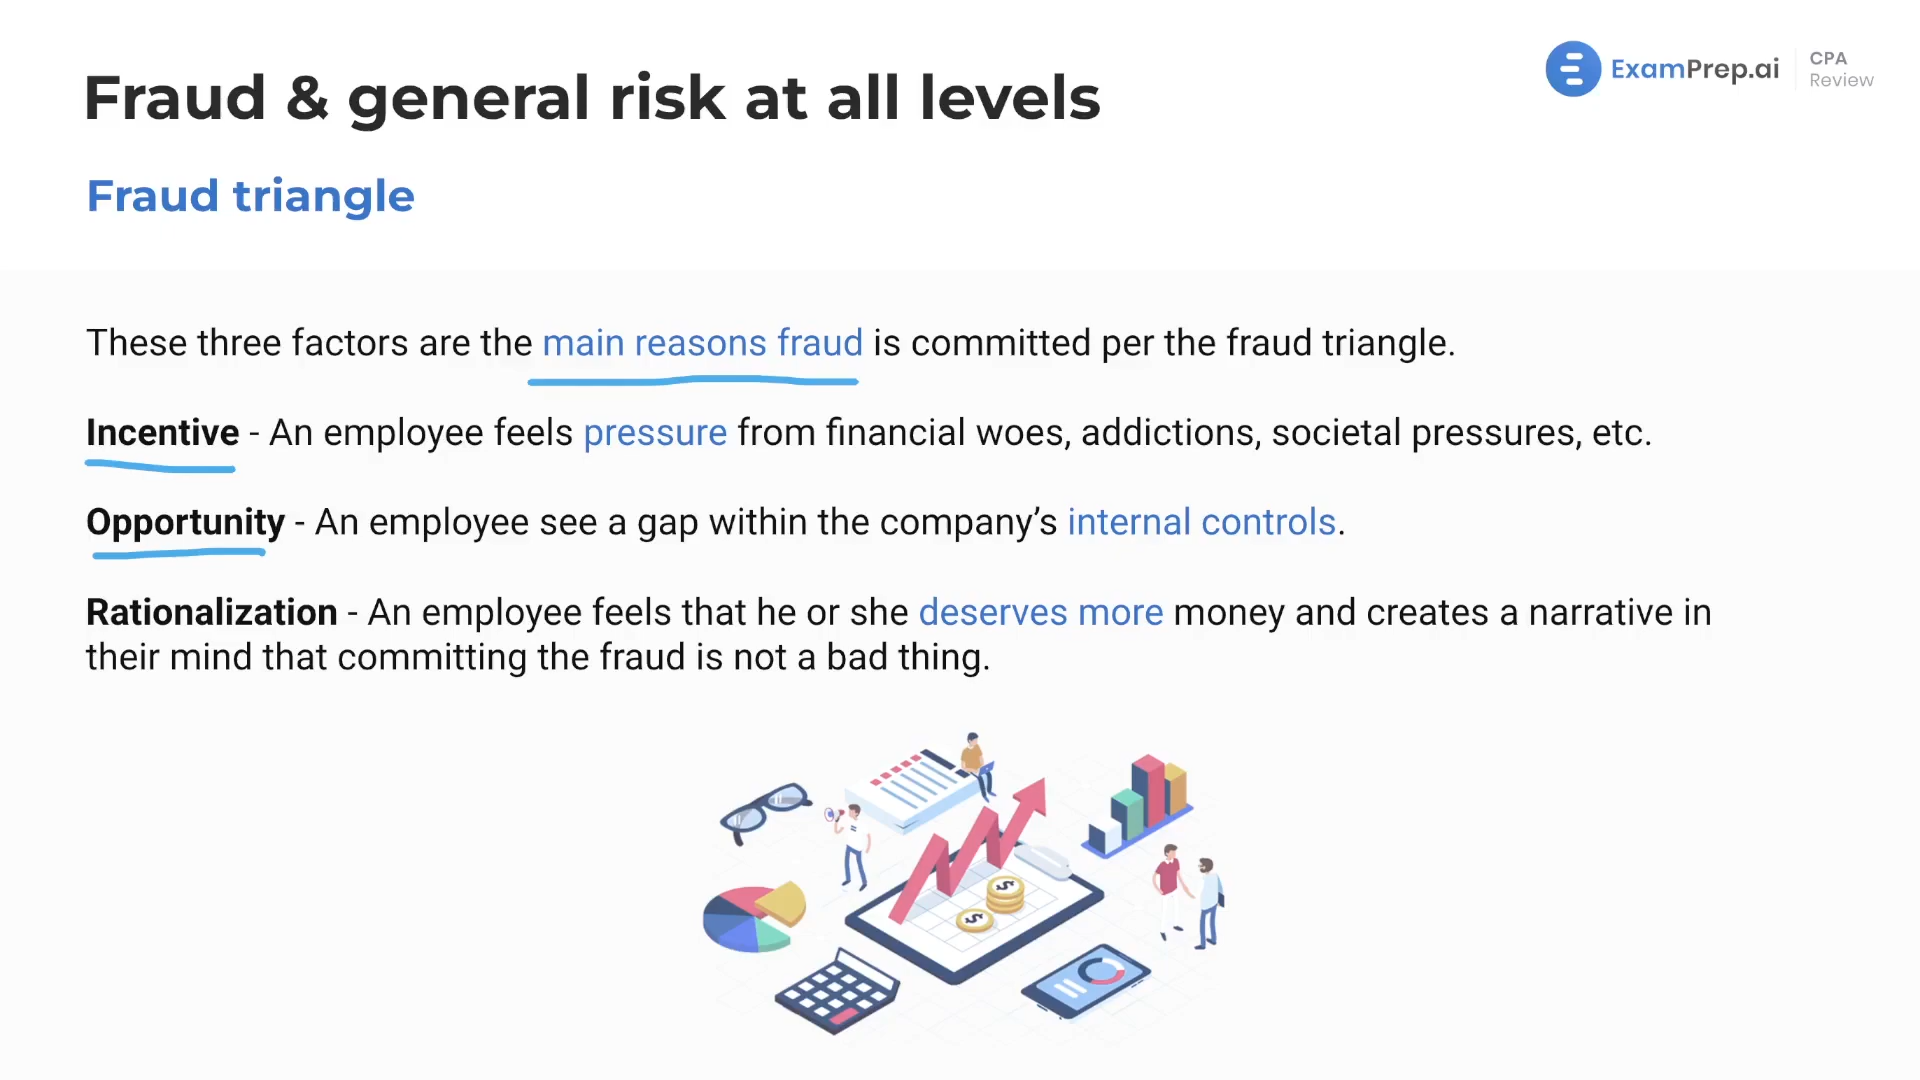 Fraud & general risk at all levels
ExamPrep.ai
CPA
Review
Fraud triangle
These three factors are the main reasons fraud is committed per the fraud triangle.
Incentive - An employee feels pressure from financial woes, addictions, societal pressures, etc.
Opportunity - An employee see a gap within the company’s internal controls.
Rationalization - An employee feels that he or she deserves more money and creates a narrative in
their mind that committing the fraud is not a bad thing.
$
$